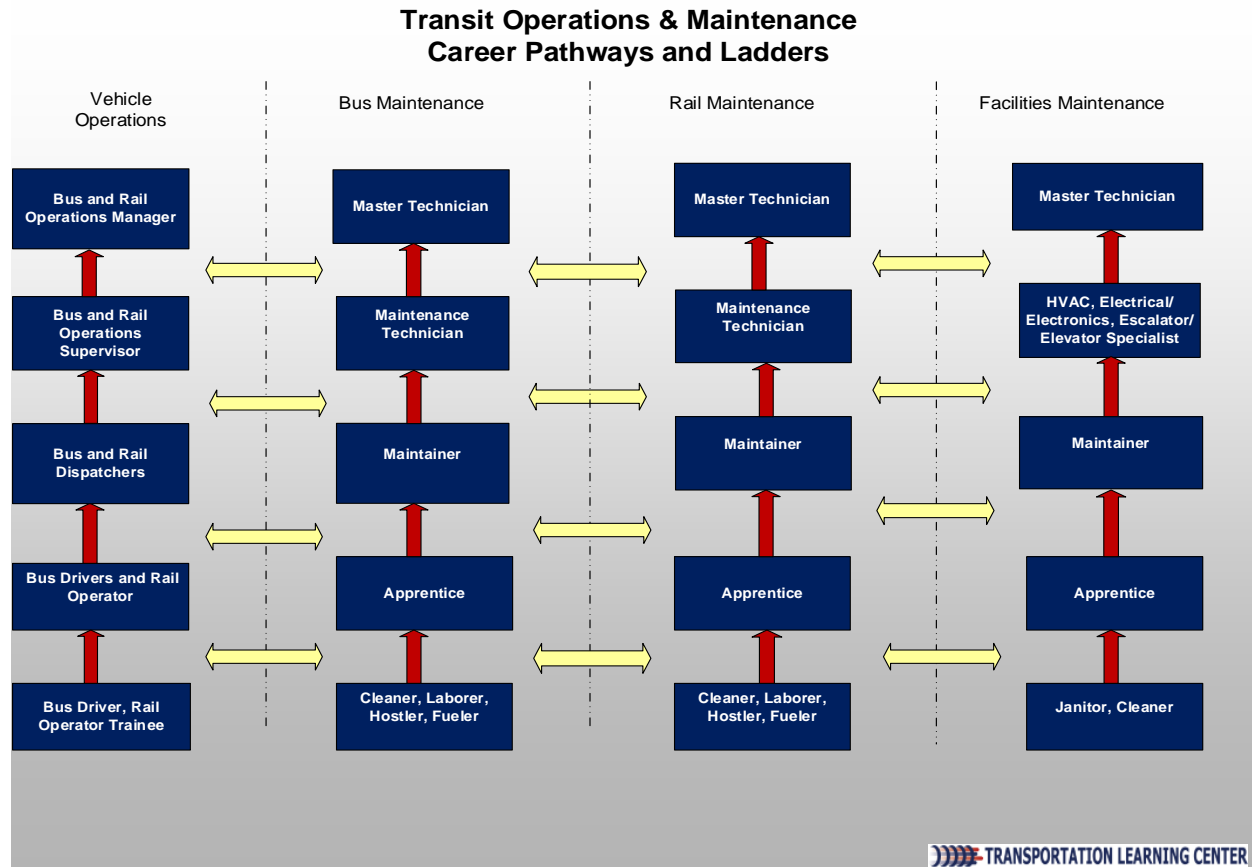 Transit Operations & Maintenance
Career Pathways and Ladders
Vehicle
Operations
Bus Maintenance
Rail Maintenance
Facilities Maintenance
Bus and Rail
Operations Manager
Master Technician
Master Technician
Master Technician
Bus and Rail
Operations
Supervisor
Maintenance
Technician
Maintenance
Technician
HVAC, Electrical/
Electronics, Escalator/
Elevator Specialist
Bus and Rail
Dispatchers
Maintainer
Maintainer
Maintainer
Bus Drivers and Rail
Operator
Apprentice
Apprentice
Apprentice
Bus Driver, Rail
Operator Trainee
Cleaner, Laborer,
Hostler, Fueler
Cleaner, Laborer,
Hostler, Fueler
Janitor, Cleaner
TRANSPORTATION LEARNING CENTER